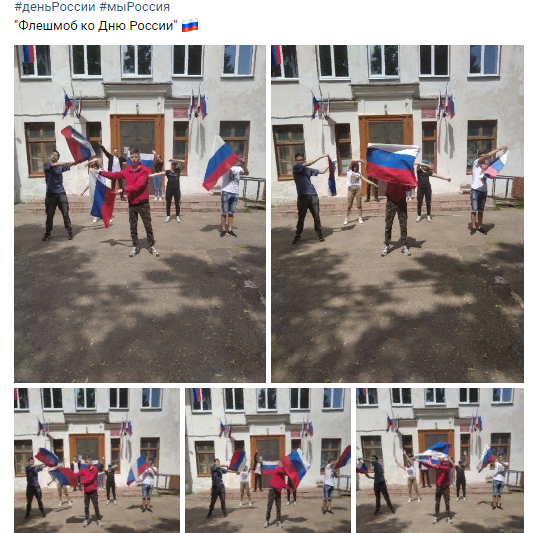 #деньРоссии #мыРоссия
"Флешмоб ко Дню России" 🇷🇺